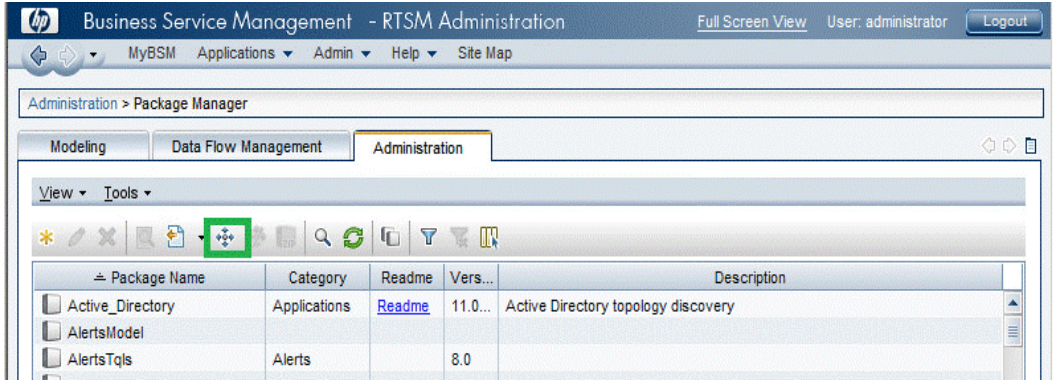 hp Business Service Management - RTSM Administration Full Screen View User: administrator Logout
MyBSM Applications Admin Help Site Map
Administration > Package Manager
Modeling Data Flow Management Administration
View Tools
Package Name Category Readme Vers... Description
Active_Directory Applications Readme 11.0... Active Directory topology discovery
AlertsModel
AlertsTqls Alerts 8.0